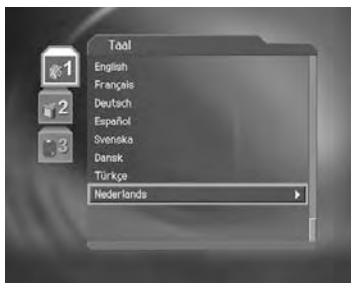 Taal
1
English
Français
2
Deutsch
Español
3
Svenska
Dansk
Türkçe
Nederlands